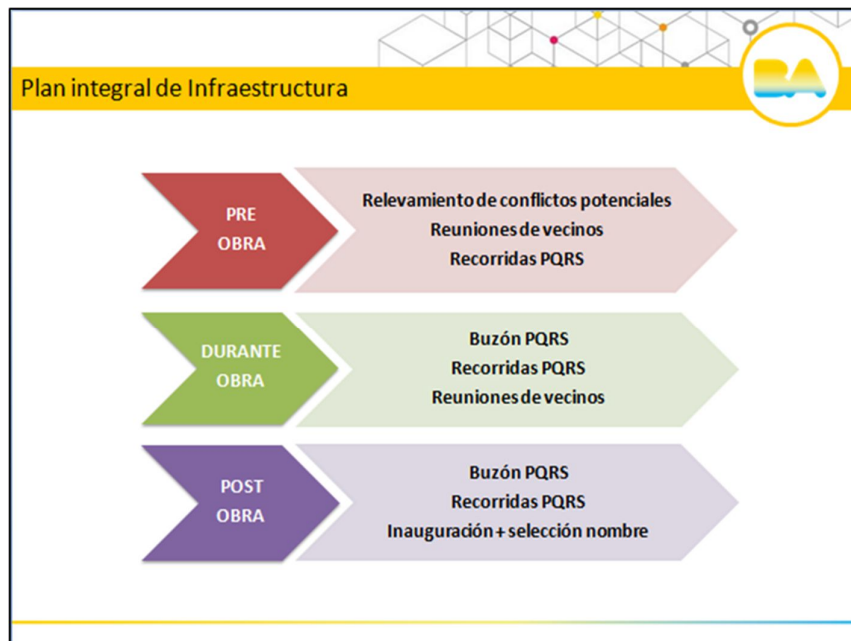 Plan integral de Infraestructura
BA
PRE
OBRA
Relevamiento de conflictos potenciales
Reuniones de vecinos
Recorridas PQRS
DURANTE
OBRA
Buzón PQRS
Recorridas PQRS
Reuniones de vecinos
POST
OBRA
Buzón PQRS
Recorridas PQRS
Inauguración + selección nombre